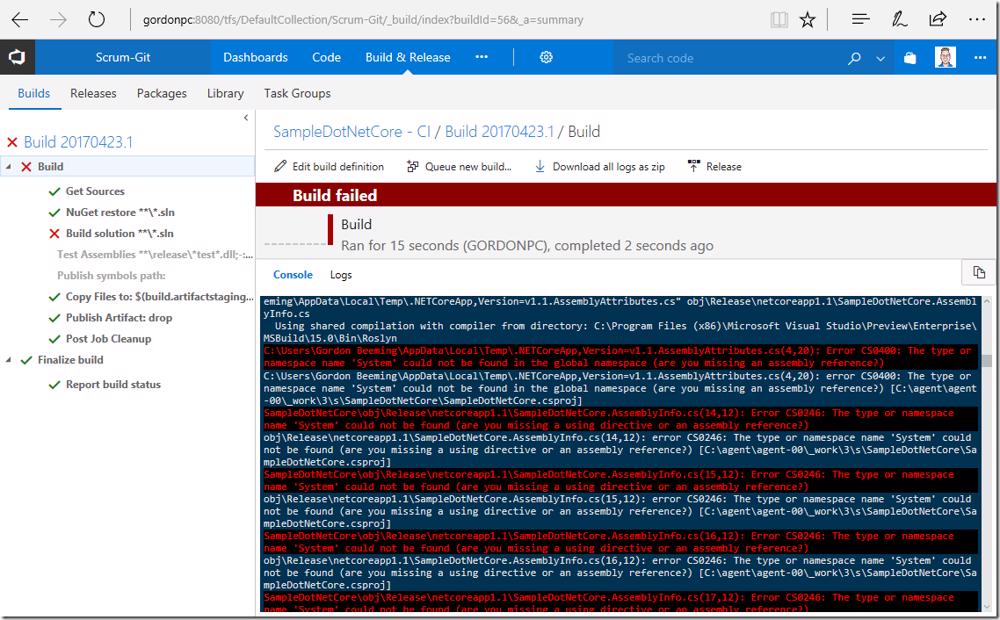 gordonpc:8080/tfs/DefaultCollection/Scrum-Git/_build/index?buildId=56&_a=summary
Scrum-Git Dashboards Code Build & Release Search code
Builds Releases Packages Library Task Groups
Build 20170423.1
Build
Get Sources
NuGet restore **\*.sln
Build solution **\*.sln
Test Assemblies **\release\*test*.dll;-:...
Publish symbols path:
Copy Files to: $(build.artifactstaging...
Publish Artifact: drop
Post Job Cleanup
Finalize build
Report build status
SampleDotNetCore - CI / Build 20170423.1 / Build
Edit build definition Queue new build... Download all logs as zip Release
Build failed
Build
Ran for 15 seconds (GORDONPC), completed 2 seconds ago
Console Logs
eming\AppData\Local\Temp\.NETCoreApp,Version=v1.1.AssemblyAttributes.cs" obj\Release\netcoreapp1.1\SampleDotNetCore.Assembl
yInfo.cs
Using shared compilation with compiler from directory: C:\Program Files (x86)\Microsoft Visual Studio\Preview\Enterprise\
MSBuild\15.0\Bin\Roslyn
C:\Users\Gordon Beeming\AppData\Local\Temp\.NETCoreApp,Version=v1.1.AssemblyAttributes.cs(4,20): Error CS0400: The type or
namespace name 'System' could not be found in the global namespace (are you missing an assembly reference?)
C:\Users\Gordon Beeming\AppData\Local\Temp\.NETCoreApp,Version=v1.1.AssemblyAttributes.cs(4,20): error CS0400: The type or
namespace name 'System' could not be found in the global namespace (are you missing an assembly reference?) [C:\agent\agent
-00\_work\3\s\SampleDotNetCore\SampleDotNetCore.csproj]
SampleDotNetCore\obj\Release\netcoreapp1.1\SampleDotNetCore.AssemblyInfo.cs(14,12): Error CS0246: The type or namespace
name 'System' could not be found (are you missing a using directive or an assembly reference?)
obj\Release\netcoreapp1.1\SampleDotNetCore.AssemblyInfo.cs(14,12): error CS0246: The type or namespace name 'System' could
not be found (are you missing a using directive or an assembly reference?) [C:\agent\agent-00\_work\3\s\SampleDotNetCore\Sa
mpleDotNetCore.csproj]
SampleDotNetCore\obj\Release\netcoreapp1.1\SampleDotNetCore.AssemblyInfo.cs(15,12): Error CS0246: The type or namespace
name 'System' could not be found (are you missing a using directive or an assembly reference?)
obj\Release\netcoreapp1.1\SampleDotNetCore.AssemblyInfo.cs(15,12): error CS0246: The type or namespace name 'System' could
not be found (are you missing a using directive or an assembly reference?) [C:\agent\agent-00\_work\3\s\SampleDotNetCore\Sa
mpleDotNetCore.csproj]
SampleDotNetCore\obj\Release\netcoreapp1.1\SampleDotNetCore.AssemblyInfo.cs(16,12): Error CS0246: The type or namespace
name 'System' could not be found (are you missing a using directive or an assembly reference?)
obj\Release\netcoreapp1.1\SampleDotNetCore.AssemblyInfo.cs(16,12): error CS0246: The type or namespace name 'System' could
not be found (are you missing a using directive or an assembly reference?) [C:\agent\agent-00\_work\3\s\SampleDotNetCore\Sa
mpleDotNetCore.csproj]
SampleDotNetCore\obj\Release\netcoreapp1.1\SampleDotNetCore.AssemblyInfo.cs(17,12): Error CS0246: The type or namespace
name 'System' could not be found (are you missing a using directive or an assembly reference?)